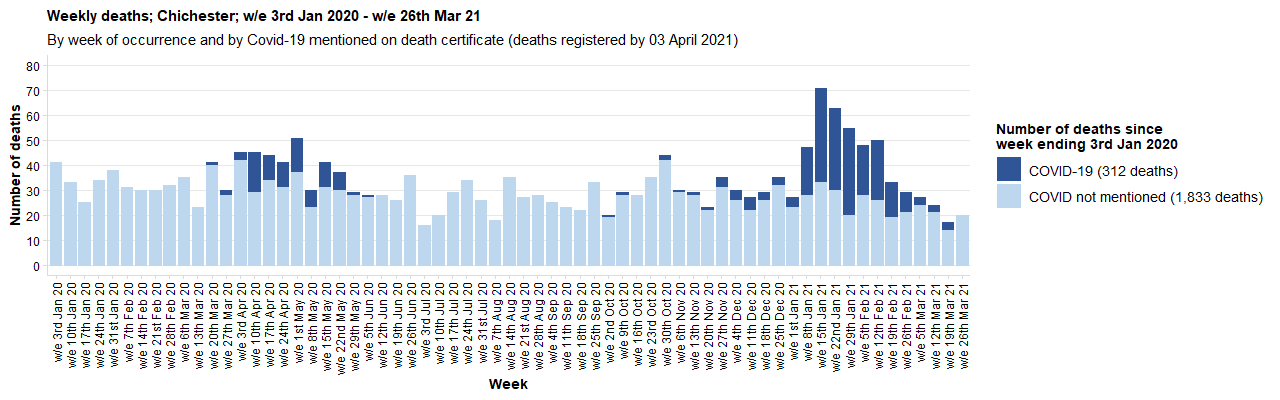 Weekly deaths; Chichester; w/e 3rd Jan 2020 - w/e 26th Mar 21
By week of occurrence and by Covid-19 mentioned on death certificate (deaths registered by 03 April 2021)
Number of deaths
80
70
60
50
40
30
20
10
0
w/e 3rd Jan 20
w/e 10th Jan 20
w/e 17th Jan 20
w/e 24th Jan 20
w/e 31st Jan 20
w/e 7th Feb 20
w/e 14th Feb 20
w/e 21st Feb 20
w/e 28th Feb 20
w/e 6th Mar 20
w/e 13th Mar 20
w/e 20th Mar 20
w/e 27th Mar 20
w/e 3rd Apr 20
w/e 10th Apr 20
w/e 17th Apr 20
w/e 24th Apr 20
w/e 1st May 20
w/e 8th May 20
w/e 15th May 20
w/e 22nd May 20
w/e 29th May 20
w/e 5th Jun 20
w/e 12th Jun 20
w/e 19th Jun 20
w/e 26th Jun 20
w/e 3rd Jul 20
w/e 10th Jul 20
w/e 17th Jul 20
w/e 24th Jul 20
w/e 31st Jul 20
w/e 7th Aug 20
w/e 14th Aug 20
w/e 21st Aug 20
w/e 28th Aug 20
w/e 4th Sep 20
w/e 11th Sep 20
w/e 18th Sep 20
w/e 25th Sep 20
w/e 2nd Oct 20
w/e 9th Oct 20
w/e 16th Oct 20
w/e 23rd Oct 20
w/e 30th Oct 20
w/e 6th Nov 20
w/e 13th Nov 20
w/e 20th Nov 20
w/e 27th Nov 20
w/e 4th Dec 20
w/e 11th Dec 20
w/e 18th Dec 20
w/e 25th Dec 20
w/e 1st Jan 21
w/e 8th Jan 21
w/e 15th Jan 21
w/e 22nd Jan 21
w/e 29th Jan 21
w/e 5th Feb 21
w/e 12th Feb 21
w/e 19th Feb 21
w/e 26th Feb 21
w/e 5th Mar 21
w/e 12th Mar 21
w/e 19th Mar 21
w/e 26th Mar 21
Week
Number of deaths since
week ending 3rd Jan 2020
COVID-19 (312 deaths)
COVID not mentioned (1,833 deaths)